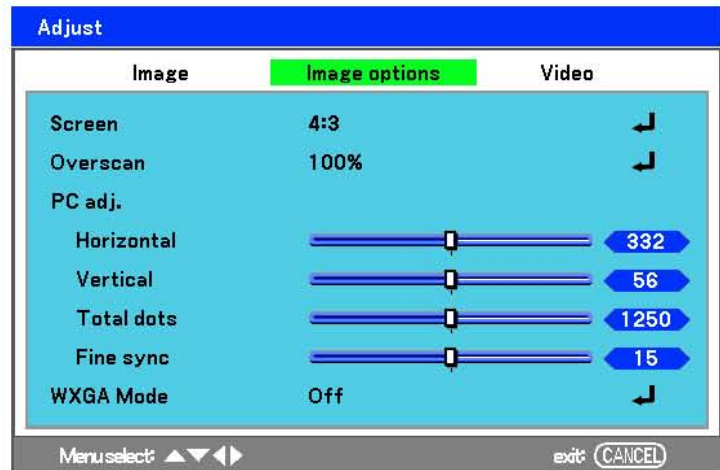 Adjust
Image Image options Video
Screen 4:3
Overscan 100%
PC adj.
Horizontal 332
Vertical 56
Total dots 1250
Fine sync 15
WXGA Mode Off
Menu select: exit: CANCEL